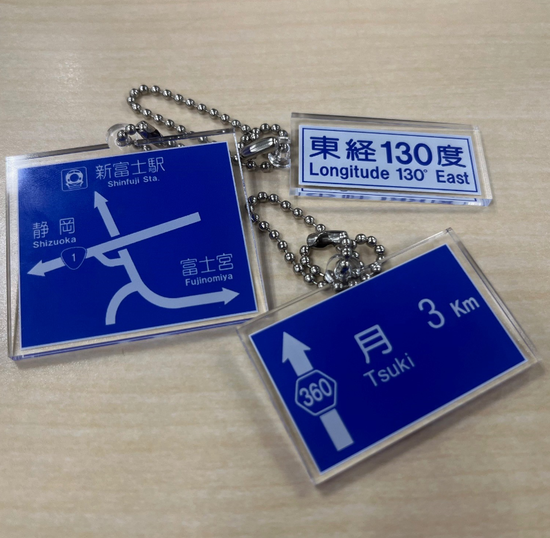 新富士駅
Shinfuji Sta.
静岡
Shizuoka
1
富士宮
Fujinomiya
東経130度
Longitude 130° East
月 3 Km
Tsuki
360